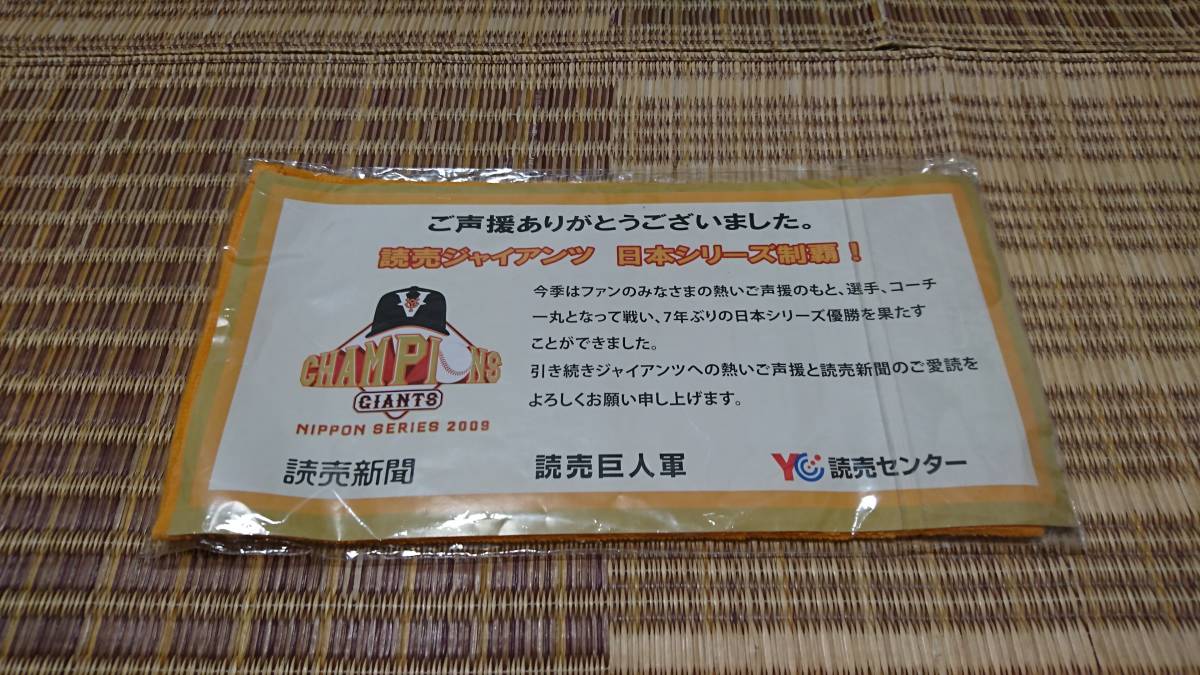 ご声援ありがとうございました。
読売ジャイアンツ 日本シリーズ制覇！
今季はファンのみなさまの熱いご声援のもと、選手、コーチ
一丸となって戦い、7年ぶりの日本シリーズ優勝を果たす
ことができました。
引き続きジャイアンツへの熱いご声援と読売新聞のご愛読を
よろしくお願い申し上げます。
CHAMPIONS
GIANTS
NIPPON SERIES 2009
読売新聞
読売巨人軍
YC 読売センター